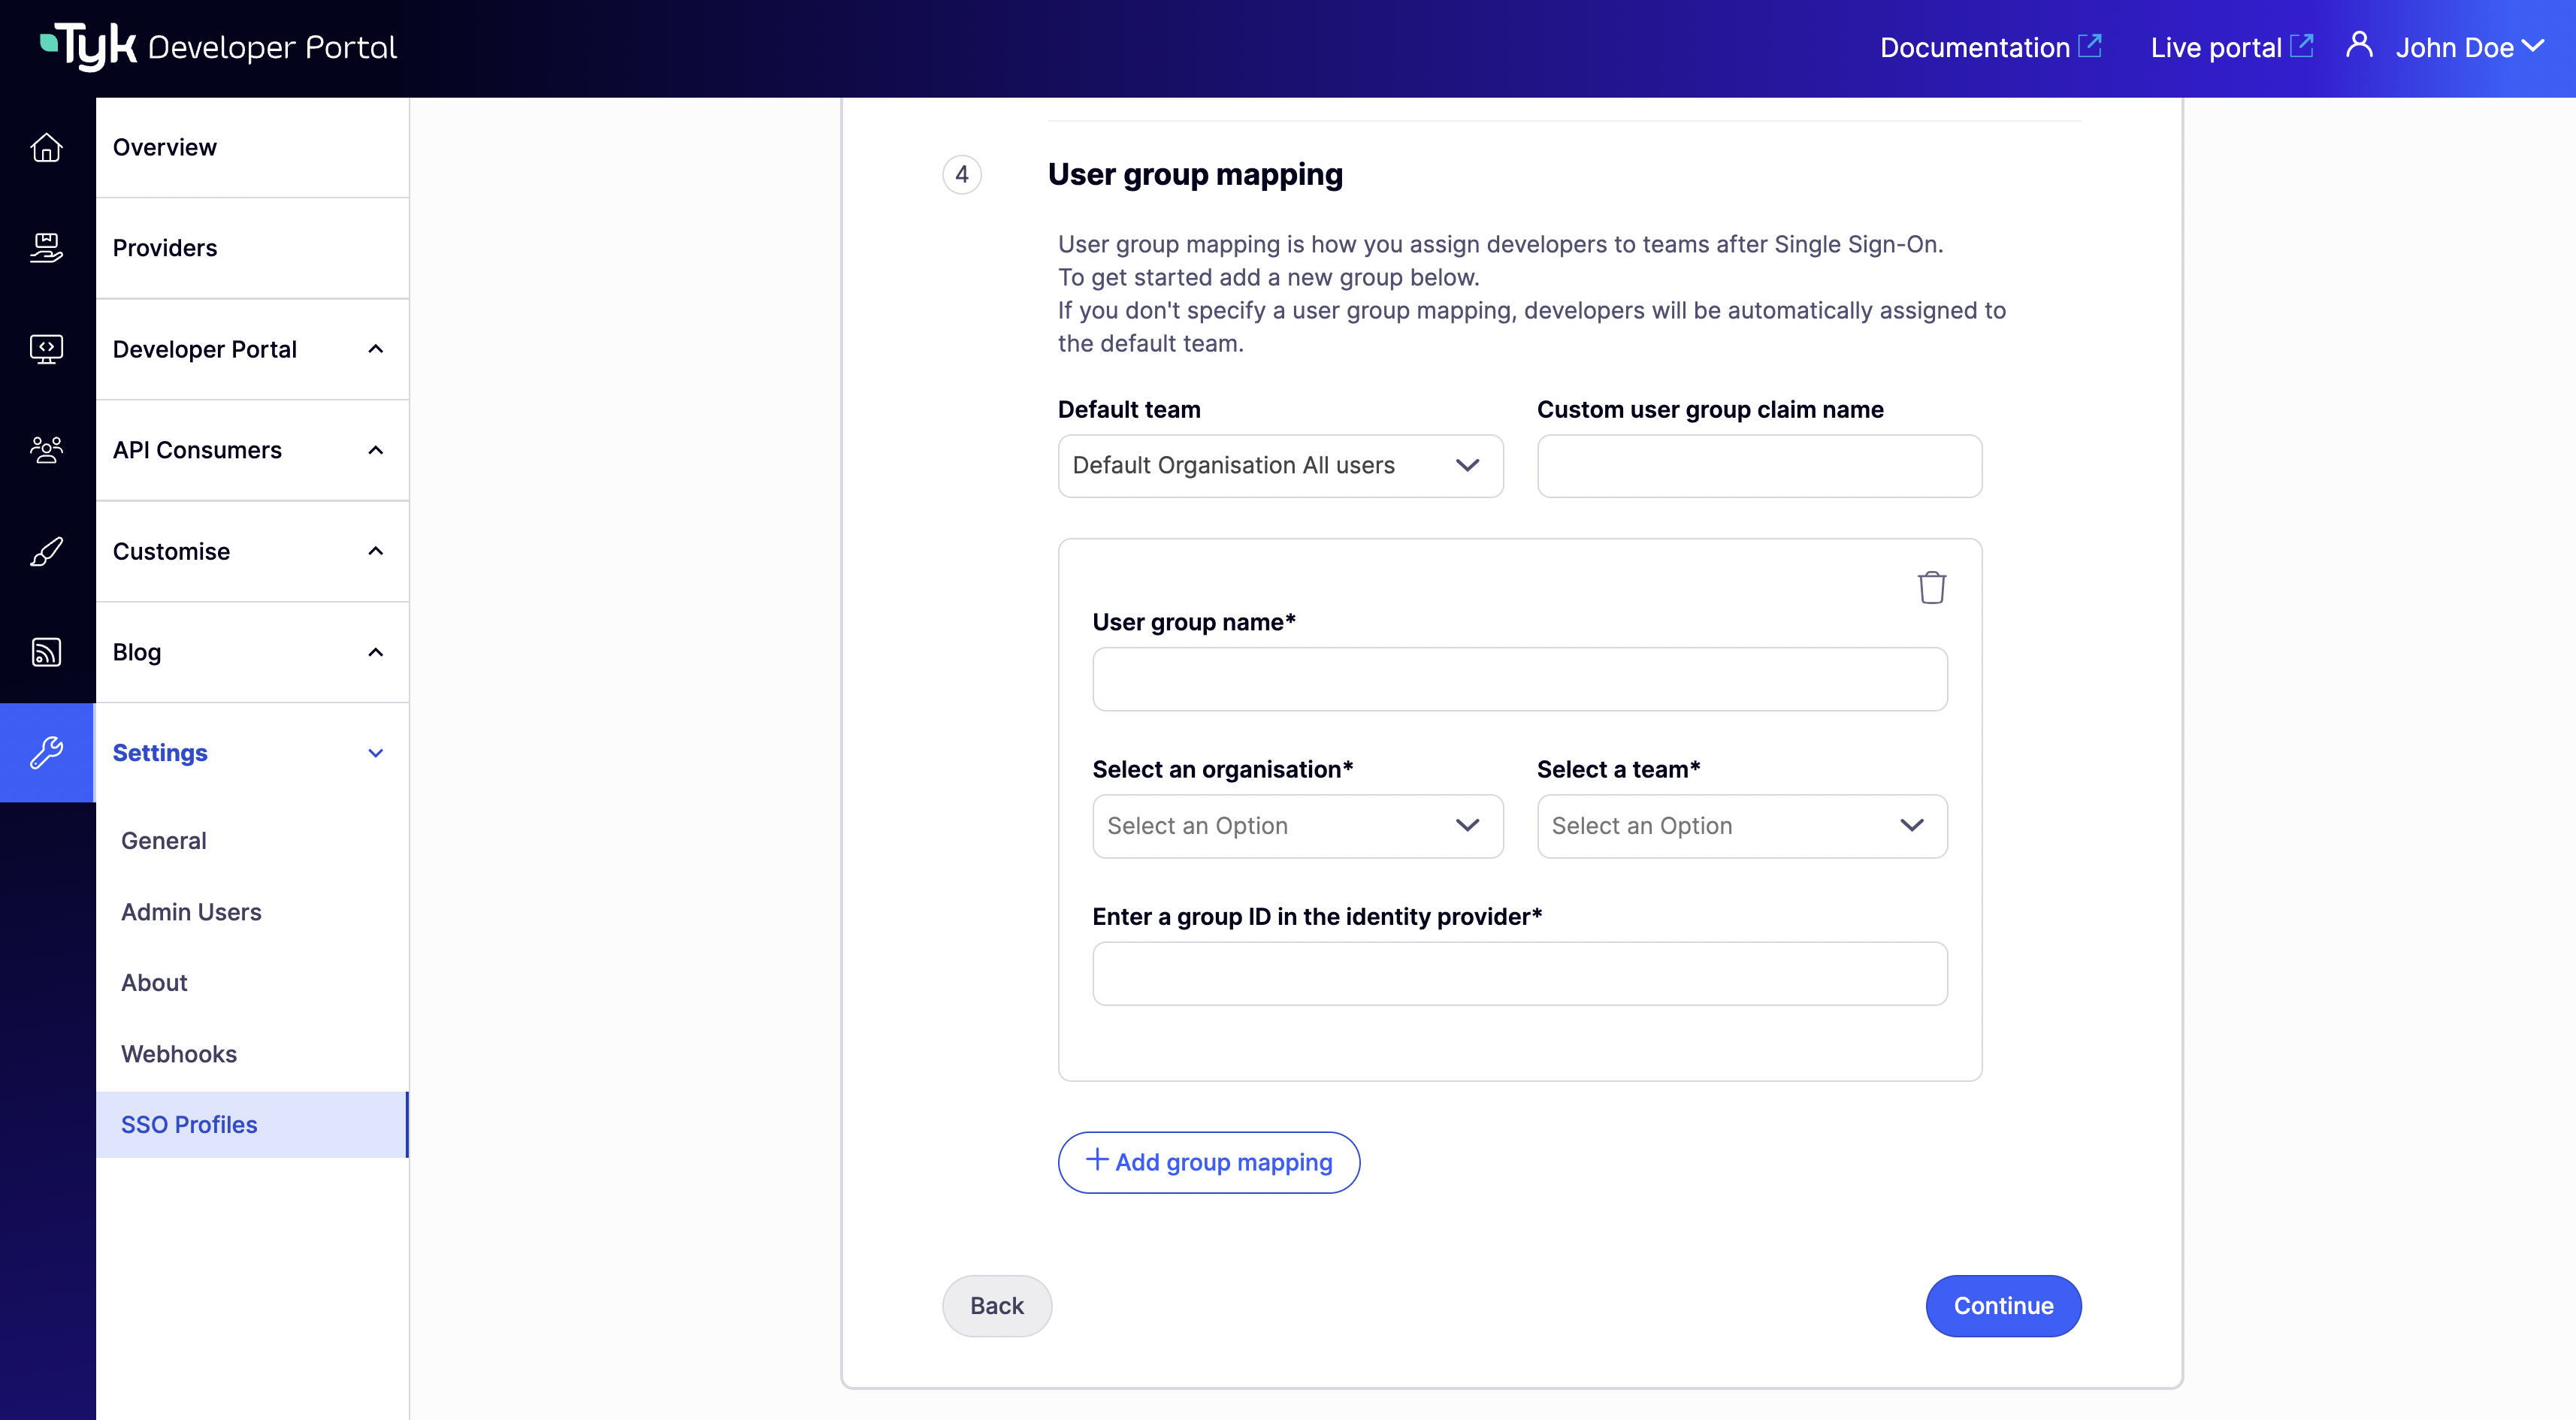 Tyk Developer Portal
Documentation
Live portal
John Doe
Overview
Providers
Developer Portal
API Consumers
Customise
Blog
Settings
General
Admin Users
About
Webhooks
SSO Profiles
4
User group mapping
User group mapping is how you assign developers to teams after Single Sign-On.
To get started add a new group below.
If you don't specify a user group mapping, developers will be automatically assigned to
the default team.
Default team
Custom user group claim name
Default Organisation All users
User group name*
Select an organisation*
Select a team*
Select an Option
Select an Option
Enter a group ID in the identity provider*
Add group mapping
Back
Continue